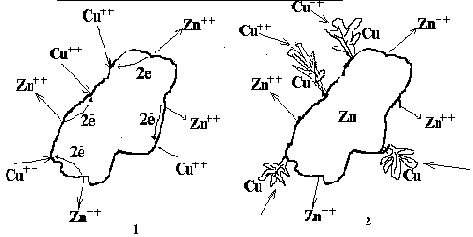 Cu++
Zn++
Cu++
2e
Zn++
2e
2e
Zn++
2e
Cu+-
Cu++
Zn-+
1
Cu-+
Zn-+
Cu++
Cu
Cu
Zn++
Zn
Zn++
Cu
Cu
Zn-+
2